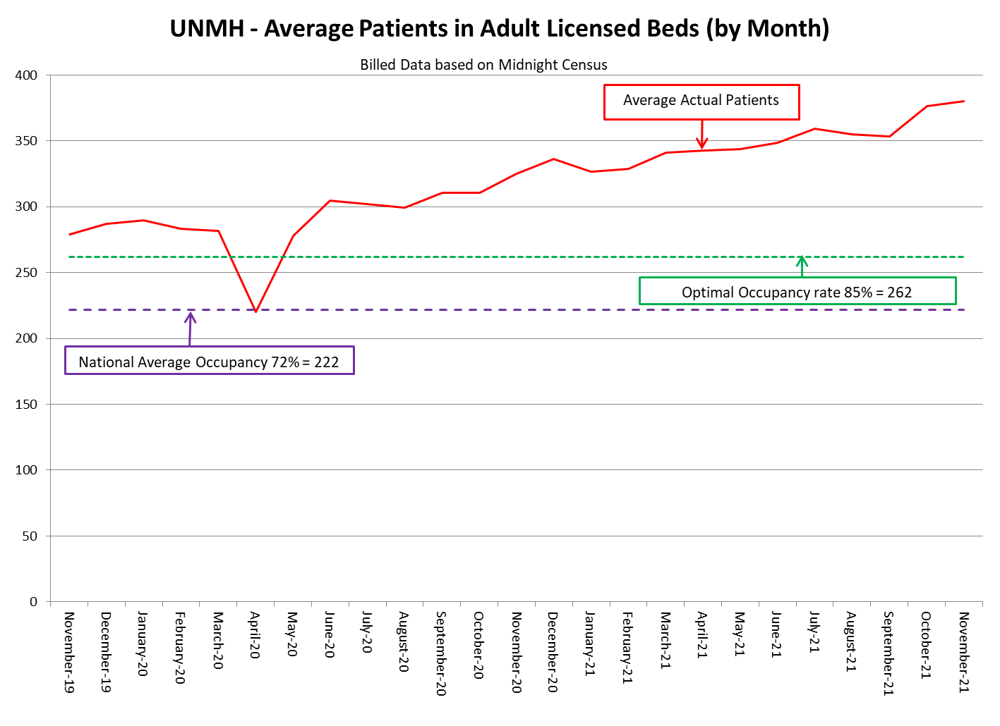 UNMH - Average Patients in Adult Licensed Beds (by Month)
Billed Data based on Midnight Census
400
350
300
250
200
150
100
50
0
Average Actual Patients
Optimal Occupancy rate 85% = 262
National Average Occupancy 72% = 222
November-19
December-19
January-20
February-20
March-20
April-20
May-20
June-20
July-20
August-20
September-20
October-20
November-20
December-20
January-21
February-21
March-21
April-21
May-21
June-21
July-21
August-21
September-21
October-21
November-21